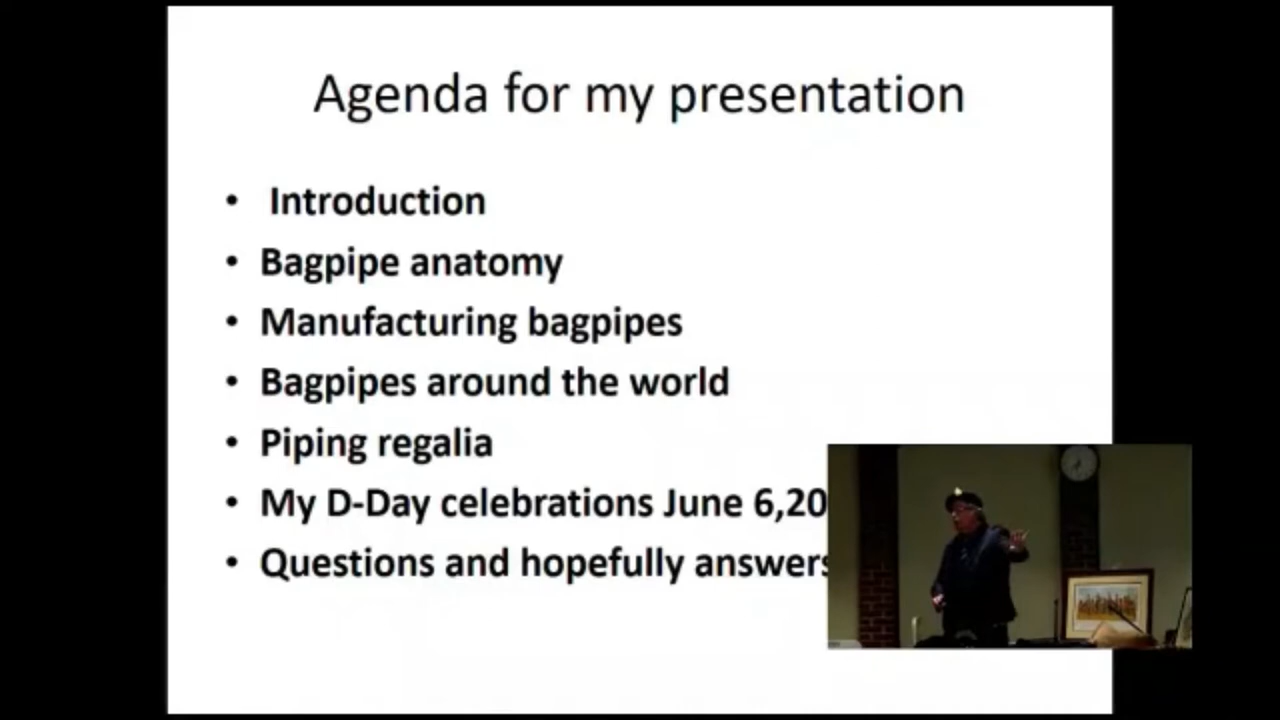 Agenda for my presentation
• Introduction
• Bagpipe anatomy
• Manufacturing bagpipes
• Bagpipes around the world
• Piping regalia
• My D-Day celebrations June 6,20
• Questions and hopefully answers